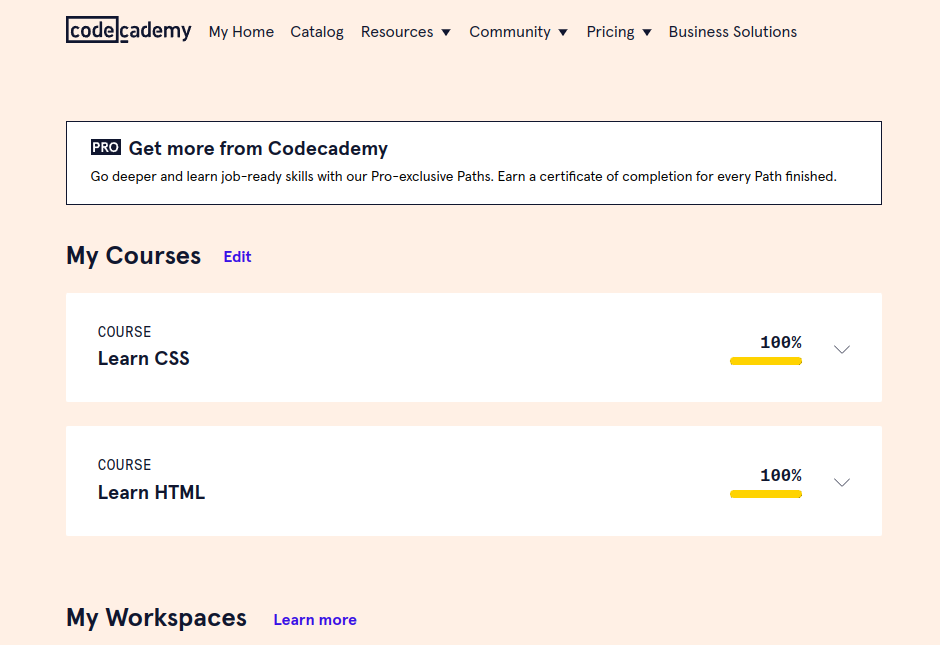 codecademy My Home Catalog Resources Community Pricing Business Solutions
PRO Get more from Codecademy
Go deeper and learn job-ready skills with our Pro-exclusive Paths. Earn a certificate of completion for every Path finished.
My Courses Edit
COURSE
Learn CSS
100%
COURSE
Learn HTML
100%
My Workspaces Learn more